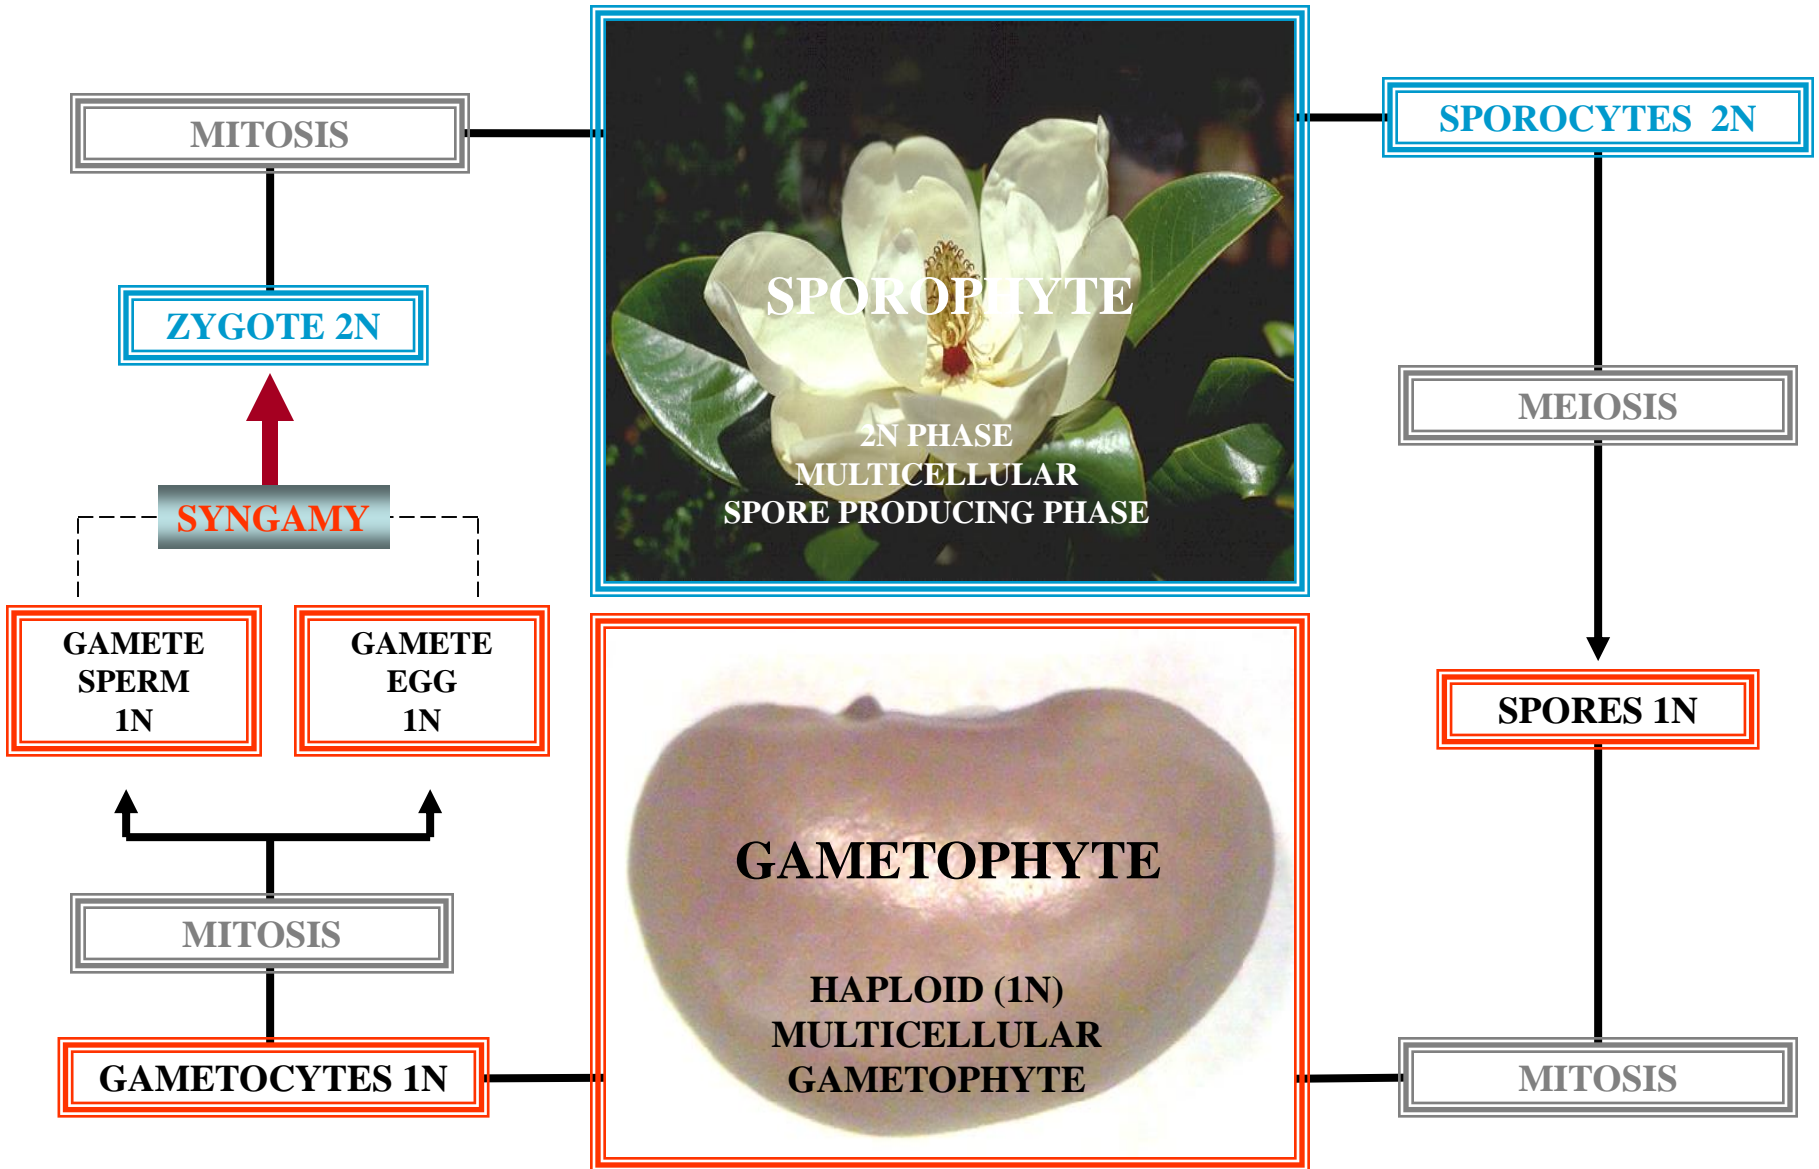 MITOSIS
SPOROCYTES 2N
ZYGOTE 2N
SPOROPHYTE
2N PHASE
MULTICELLULAR
SPORE PRODUCING PHASE
MEIOSIS
SYNGAMY
GAMETE
SPERM
1N
GAMETE
EGG
1N
SPORES 1N
GAMETOPHYTE
HAPLOID (1N)
MULTICELLULAR
GAMETOPHYTE
MITOSIS
GAMETOCYTES 1N
MITOSIS